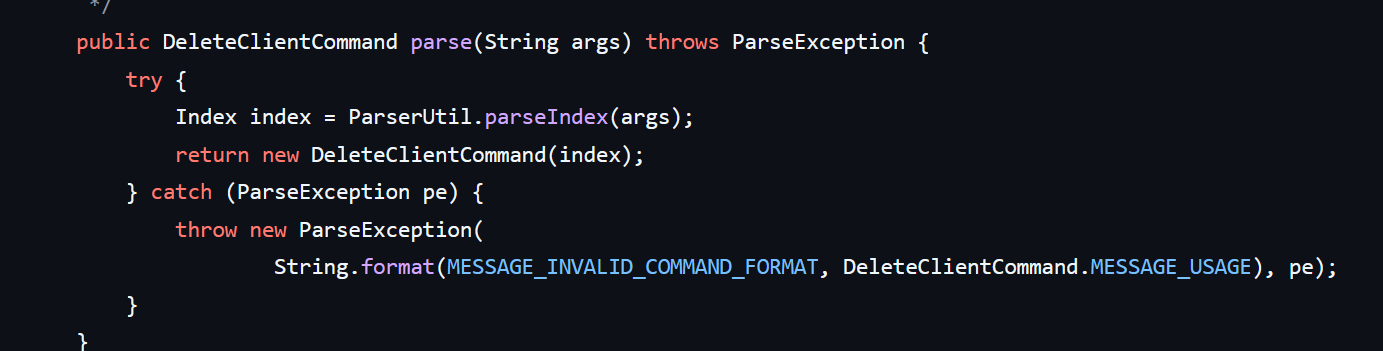 */
public DeleteClientCommand parse(String args) throws ParseException {
try {
Index index = ParserUtil.parseIndex(args);
return new DeleteClientCommand(index);
} catch (ParseException pe) {
throw new ParseException(
String.format(MESSAGE_INVALID_COMMAND_FORMAT, DeleteClientCommand.MESSAGE_USAGE), pe);
}
}